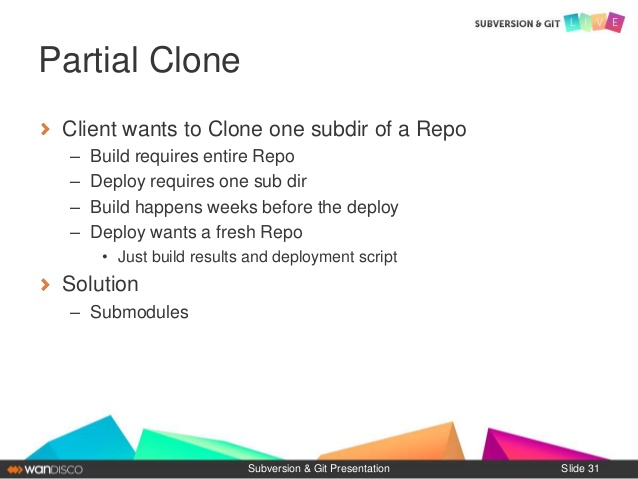 SUBVERSION & GIT LIVE
Partial Clone
Client wants to Clone one subdir of a Repo
– Build requires entire Repo
– Deploy requires one sub dir
– Build happens weeks before the deploy
– Deploy wants a fresh Repo
• Just build results and deployment script
Solution
– Submodules
WANDISCO
Subversion & Git Presentation
Slide 31